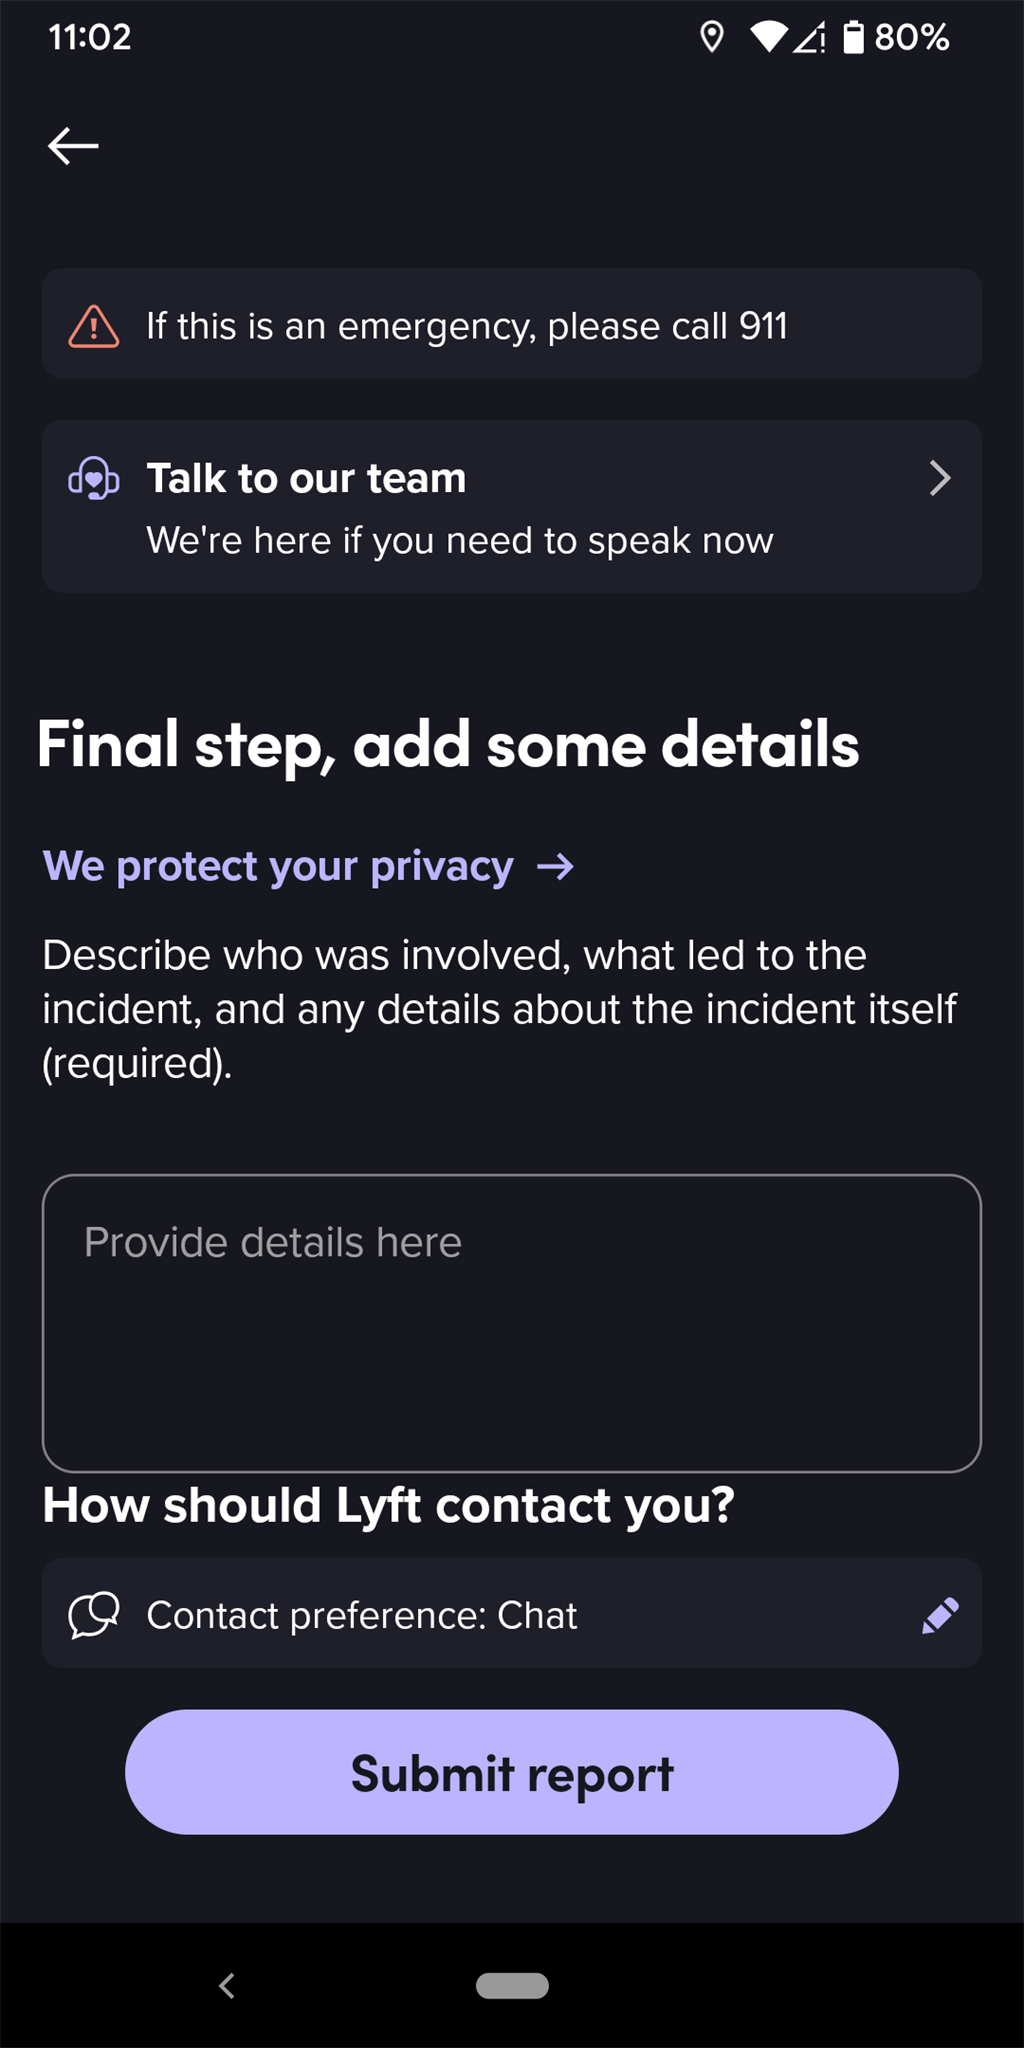 11:02
80%
If this is an emergency, please call 911
Talk to our team
We're here if you need to speak now
Final step, add some details
We protect your privacy →
Describe who was involved, what led to the
incident, and any details about the incident itself
(required).
Provide details here
How should Lyft contact you?
Contact preference: Chat
Submit report